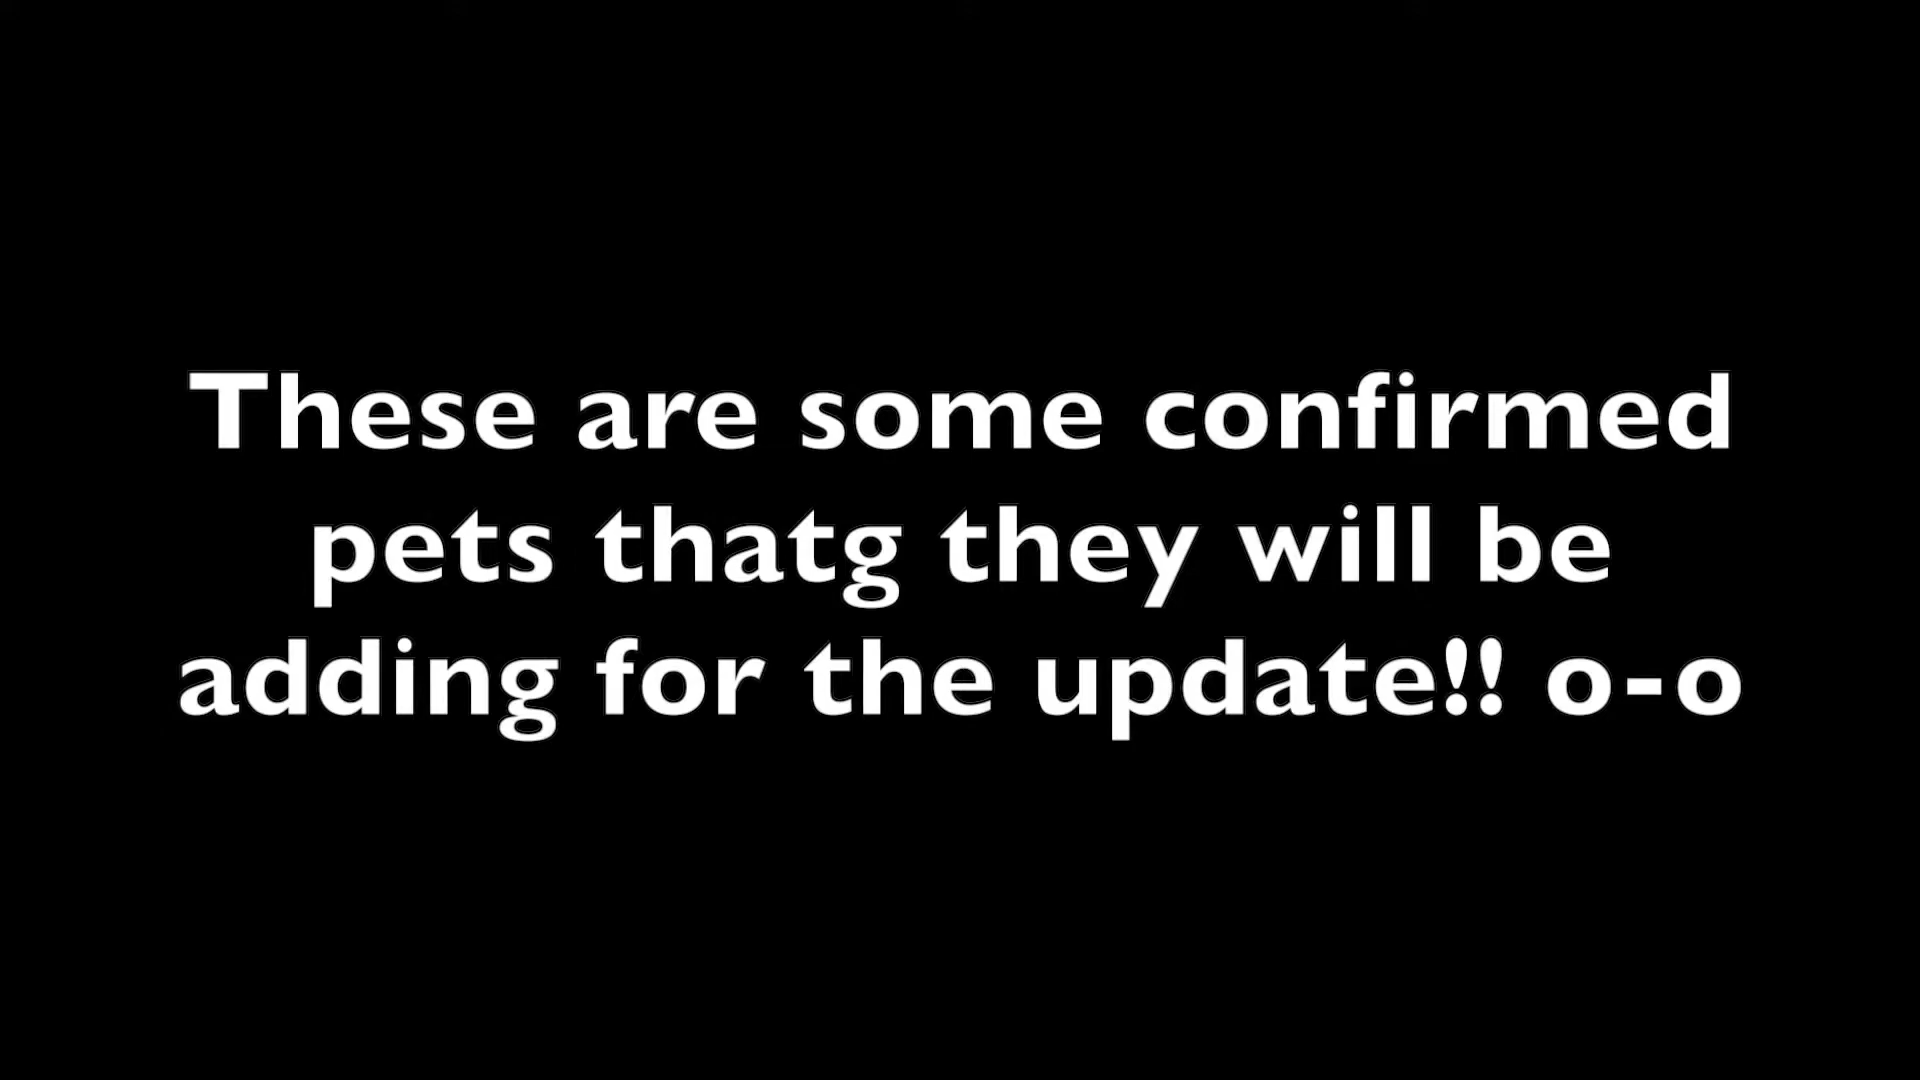 These are some confirmed
pets thatg they will be
adding for the update!! o-o